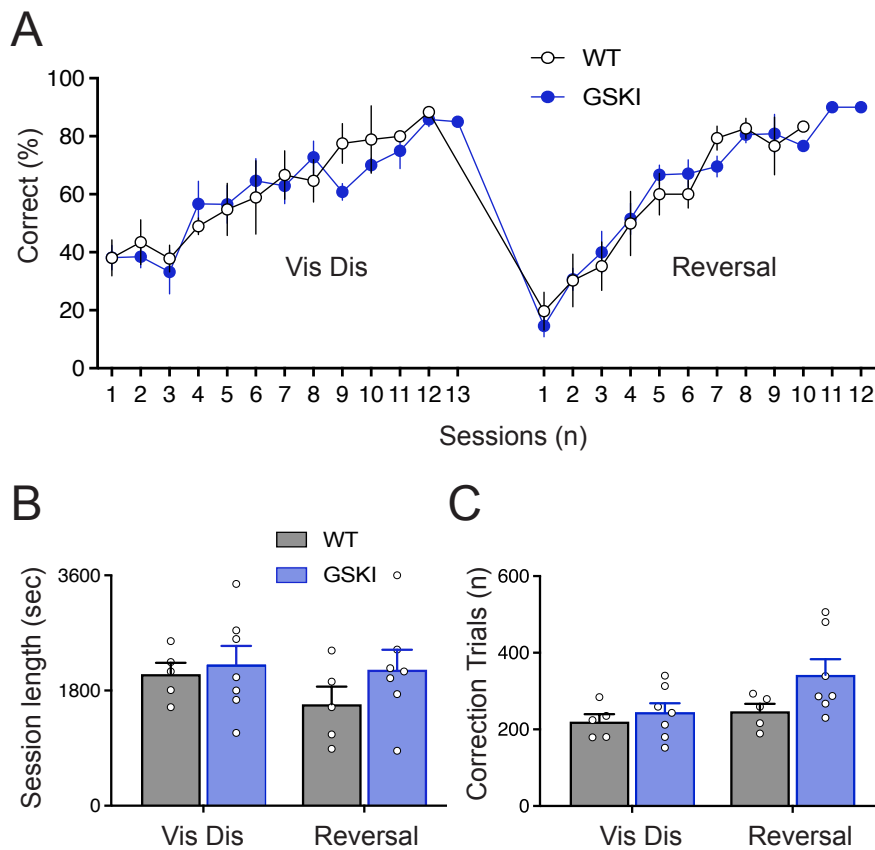 A
WT
GSKI
Correct (%)
100
80
60
40
20
0
Vis Dis
Reversal
1 2 3 4 5 6 7 8 9 10 11 12 13
1 2 3 4 5 6 7 8 9 10 11 12
Sessions (n)
B
WT
GSKI
Session length (sec)
3600
1800
0
Vis Dis
Reversal
C
Correction Trials (n)
600
400
200
0
Vis Dis
Reversal